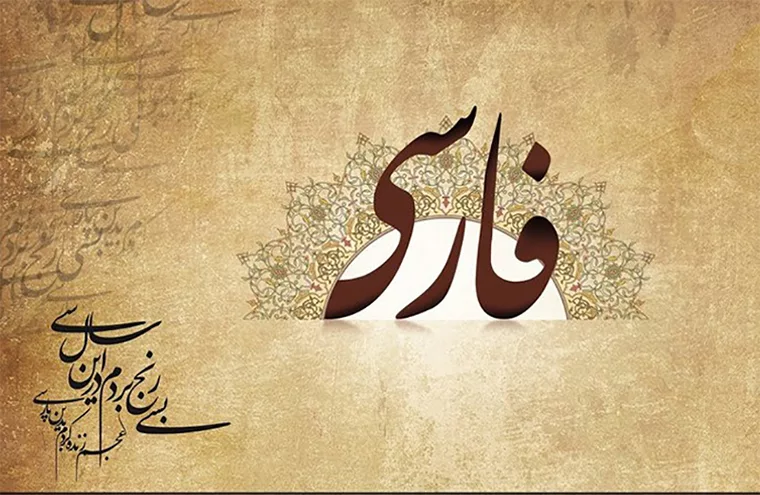 فارسی
بسی رنج بردم در این سال سی
عجم زنده کردم بدین پارسی